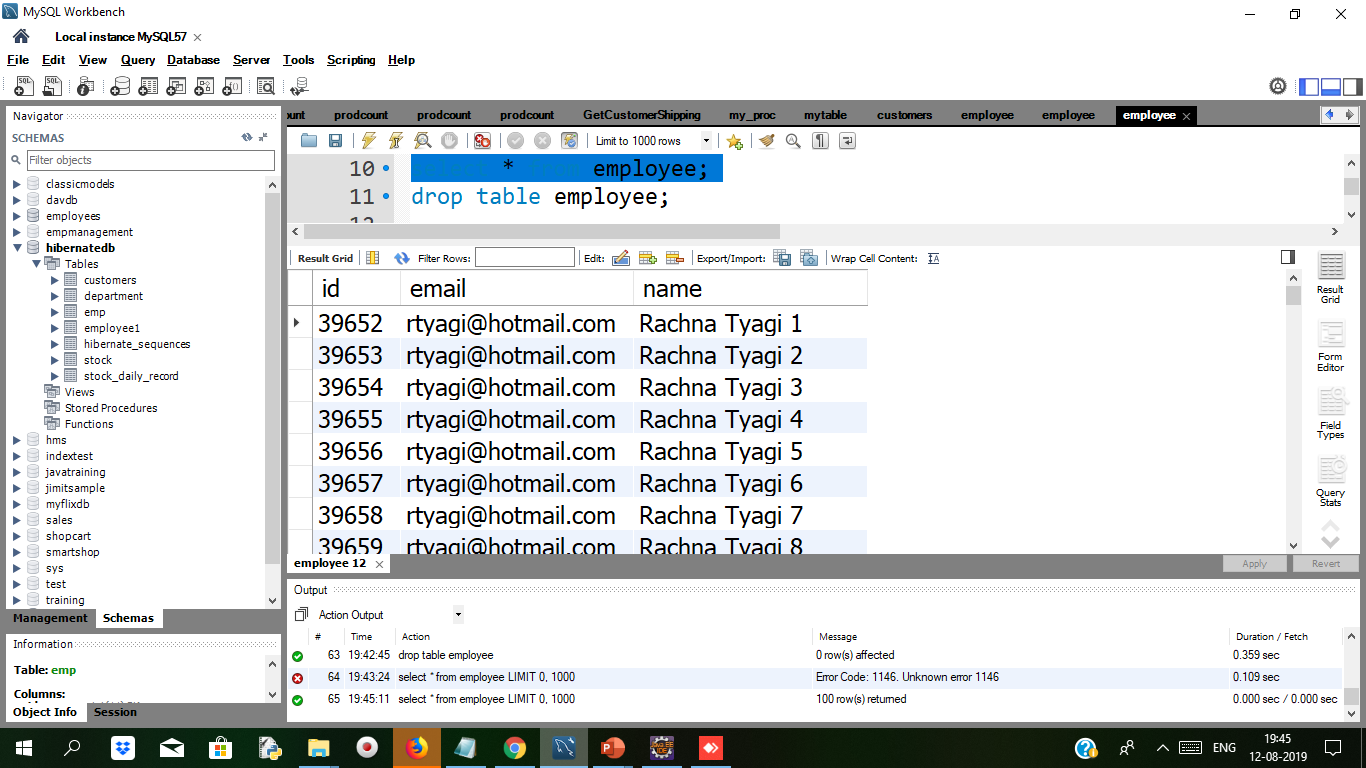 MySQL Workbench
Local instance MySQL57
File Edit View Query Database Server Tools Scripting Help
Navigator
SCHEMAS
Filter objects
classicmodels
davdb
employees
empmanagement
hibernatedb
Tables
customers
department
emp
employee1
hibernate_sequences
stock
stock_daily_record
Views
Stored Procedures
Functions
hms
indextest
javatraining
jimitsample
myflixdb
sales
shopcart
smartshop
sys
test
training
Management Schemas
Information
Table: emp
Columns:
Object Info Session
ount prodcount prodcount prodcount GetCustomerShipping my_proc mytable customers employee employee employee
Limit to 1000 rows
10 select * from employee;
11 drop table employee;
12
Result Grid Filter Rows: Edit: Export/Import: Wrap Cell Content:
id email name
39652 rtyagi@hotmail.com Rachna Tyagi 1
39653 rtyagi@hotmail.com Rachna Tyagi 2
39654 rtyagi@hotmail.com Rachna Tyagi 3
39655 rtyagi@hotmail.com Rachna Tyagi 4
39656 rtyagi@hotmail.com Rachna Tyagi 5
39657 rtyagi@hotmail.com Rachna Tyagi 6
39658 rtyagi@hotmail.com Rachna Tyagi 7
39659 rtyagi@hotmail.com Rachna Tyagi 8
Result
Grid
Form
Editor
Field
Types
Query
Stats
employee 12
Apply Revert
Output
Action Output
# Time Action Message Duration / Fetch
63 19:42:45 drop table employee 0 row(s) affected 0.359 sec
64 19:43:24 select * from employee LIMIT 0, 1000 Error Code: 1146. Unknown error 1146 0.109 sec
65 19:45:11 select * from employee LIMIT 0, 1000 100 row(s) returned 0.000 sec / 0.000 sec
ENG
19:45
12-08-2019